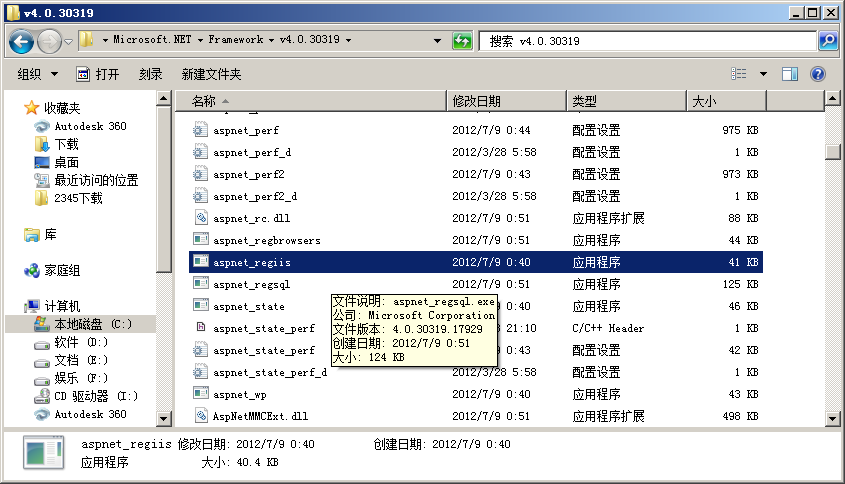 v4.0.30319
Microsoft.NET Framework v4.0.30319
搜索 v4.0.30319
组织 打开 刻录 新建文件夹
收藏夹
Autodesk 360
下载
桌面
最近访问的位置
2345下载
库
家庭组
计算机
本地磁盘 (C:)
软件 (D:)
文档 (E:)
娱乐 (F:)
CD 驱动器 (I:)
Autodesk 360
名称 修改日期 类型 大小
aspnet_perf 2012/7/9 0:44 配置设置 975 KB
aspnet_perf_d 2012/3/28 5:58 配置设置 1 KB
aspnet_perf2 2012/7/9 0:43 配置设置 973 KB
aspnet_perf2_d 2012/3/28 5:58 配置设置 1 KB
aspnet_rc.dll 2012/7/9 0:51 应用程序扩展 88 KB
aspnet_regbrowsers 2012/7/9 0:51 应用程序 44 KB
aspnet_regiis 2012/7/9 0:40 应用程序 41 KB
aspnet_regsql 2012/7/9 0:51 应用程序 125 KB
aspnet_state 0:40 应用程序 46 KB
aspnet_state_perf 21:10 C/C++ Header 1 KB
aspnet_state_perf 0:43 配置设置 42 KB
aspnet_state_perf_d 2012/3/28 5:58 配置设置 1 KB
aspnet_wp 2012/7/9 0:40 应用程序 43 KB
AspNetMMCExt.dll 2012/7/9 0:51 应用程序扩展 498 KB
文件说明: aspnet_regsql.exe
公司: Microsoft Corporation
文件版本: 4.0.30319.17929
创建日期: 2012/7/9 0:51
大小: 124 KB
aspnet_regiis 修改日期: 2012/7/9 0:40 创建日期: 2012/7/9 0:40
应用程序 大小: 40.4 KB